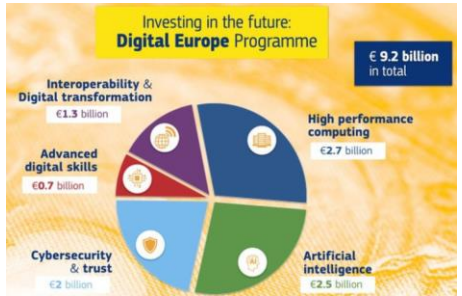 Investing in the future:
Digital Europe Programme
€ 9.2 billion
in total
Interoperability &
Digital transformation
€1.3 billion
High performance
computing
€2.7 billion
Advanced
digital skills
€0.7 billion
Cybersecurity
& trust
€2 billion
Artificial
intelligence
€2.5 billion
AI